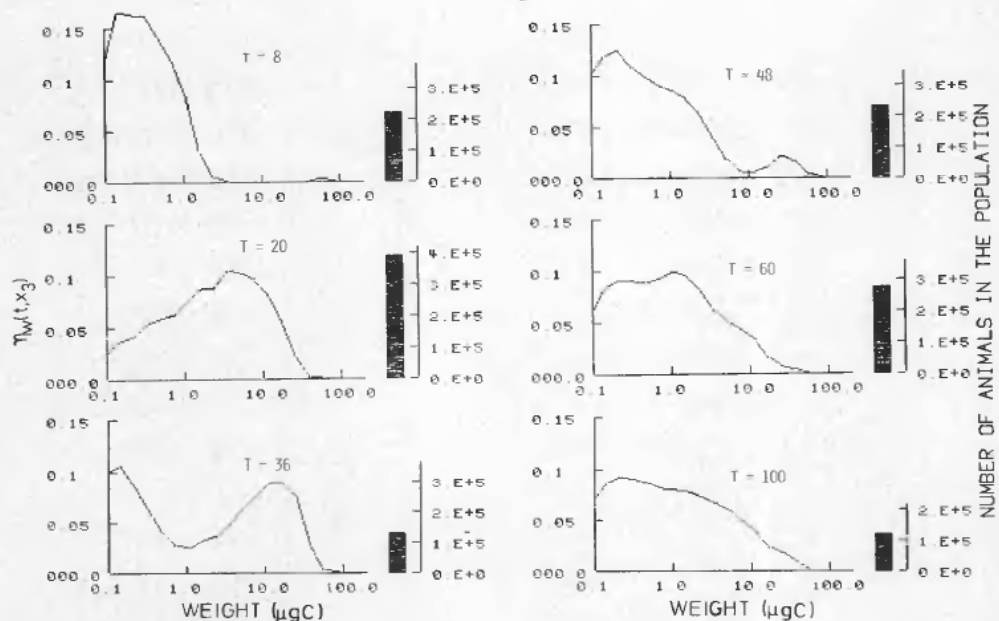 0.15
0.1
0.05
000.0
T = 8
3.E+5
2.E+5
1.E+5
0.E+0
0.1
1.0
10.0
100.0
0.15
0.1
0.05
000.0
T = 48
3.E+5
2.E+5
1.E+5
0.E+0
0.1
1.0
10.0
100.0
0.15
0.1
0.05
000.0
T = 20
4.E+5
3.E+5
2.E+5
1.E+5
0.E+0
0.1
1.0
10.0
100.0
0.15
0.1
0.05
000.0
T = 60
3.E+5
2.E+5
1.E+5
0.E+0
0.1
1.0
10.0
100.0
0.15
0.1
0.05
000.0
T = 36
3.E+5
2.E+5
1.E+5
0.E+0
0.1
1.0
10.0
100.0
WEIGHT (µgC)
0.15
0.1
0.05
000.0
T = 100
2.E+5
1.E+5
0.E+0
0.1
1.0
10.0
100.0
WEIGHT (µgC)
ηw(t,x3)
NUMBER OF ANIMALS IN THE POPULATION